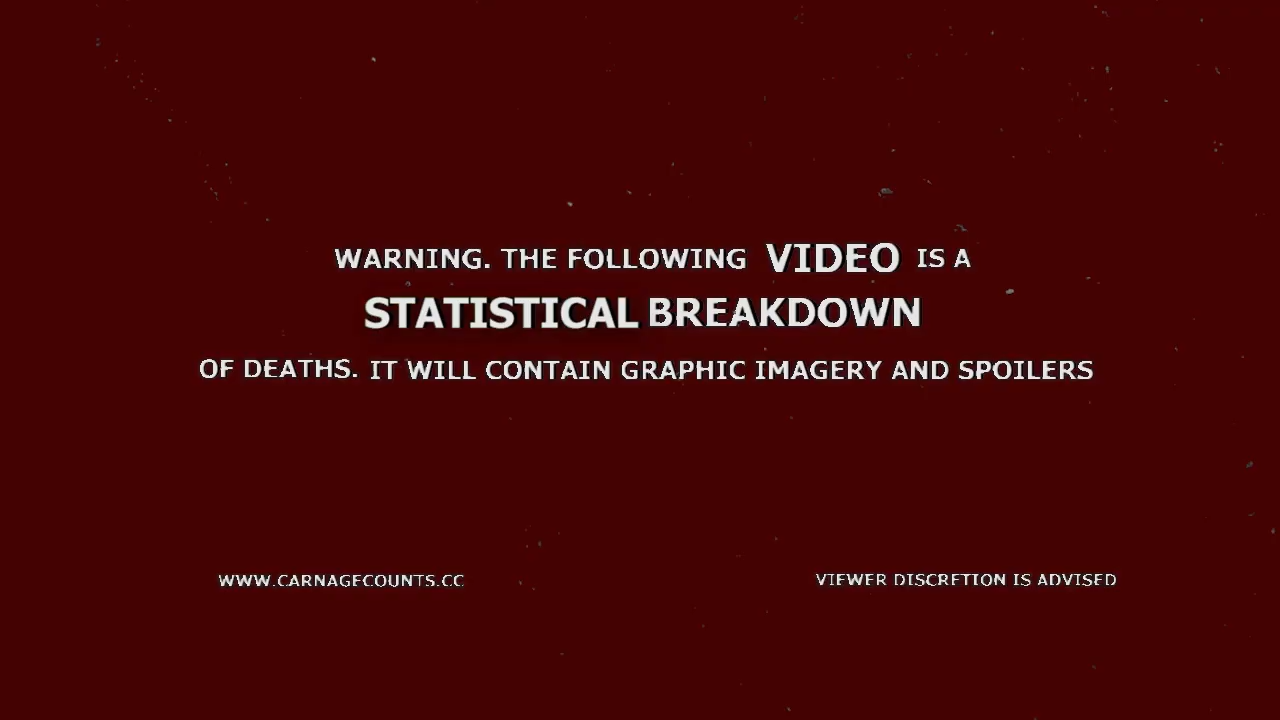 WARNING. THE FOLLOWING VIDEO IS A
STATISTICAL BREAKDOWN
OF DEATHS. IT WILL CONTAIN GRAPHIC IMAGERY AND SPOILERS
WWW.CARNAGECOUNTS.CC
VIEWER DISCRETION IS ADVISED